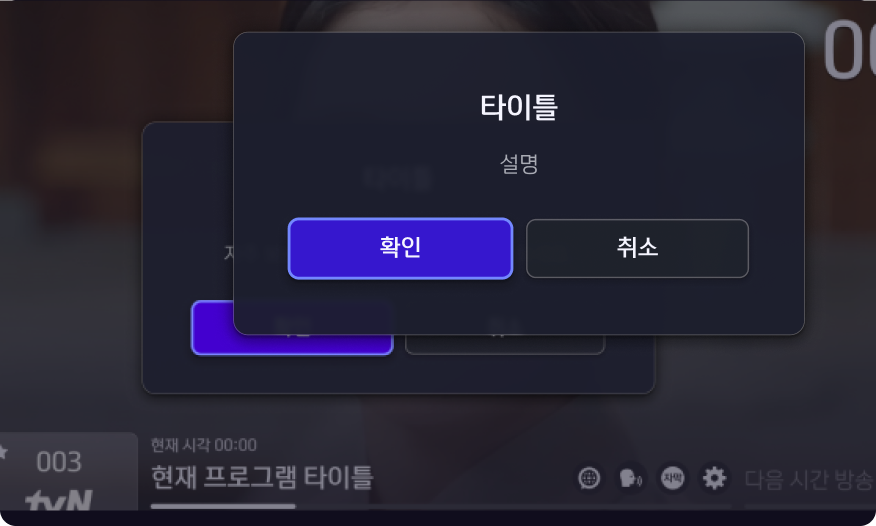 00
타이틀
설명
확인
취소
003
tvN
현재 시각 00:00
현재 프로그램 타이틀
자막
다음 시간 방송